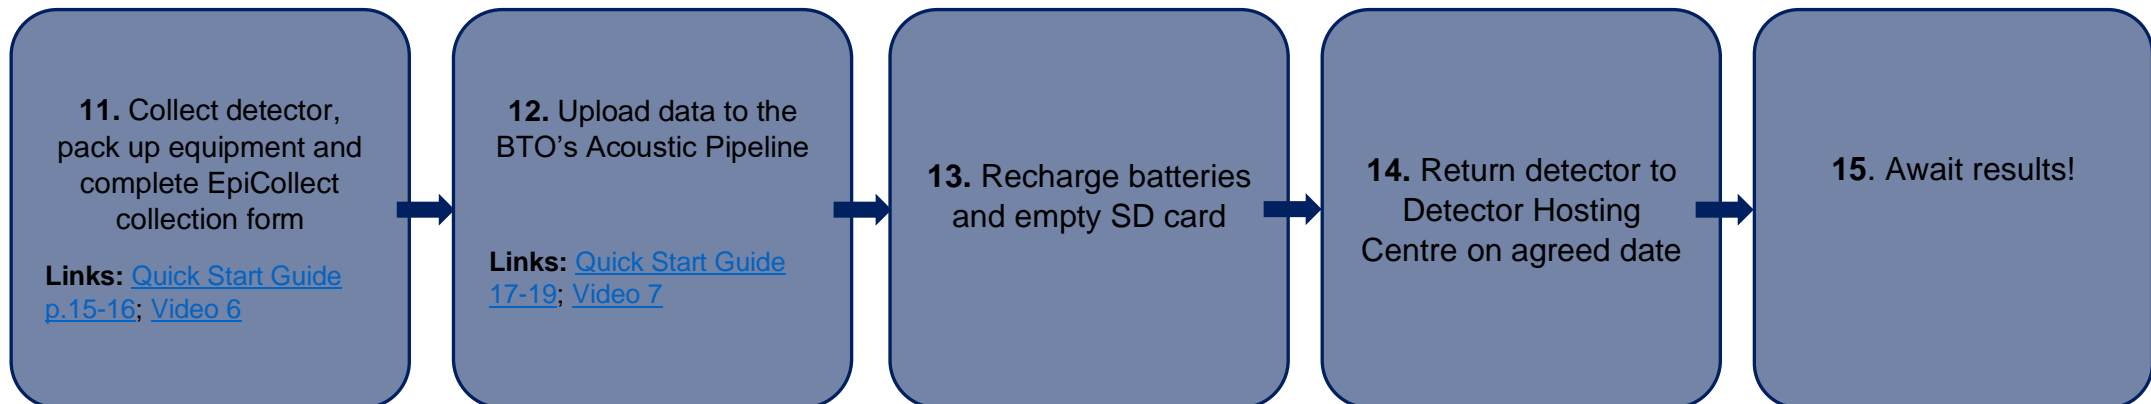 11. Collect detector,
pack up equipment and
complete EpiCollect
collection form
Links: Quick Start Guide
p.15-16; Video 6
12. Upload data to the
BTO’s Acoustic Pipeline
Links: Quick Start Guide
17-19; Video 7
13. Recharge batteries
and empty SD card
14. Return detector to
Detector Hosting
Centre on agreed date
15. Await results!